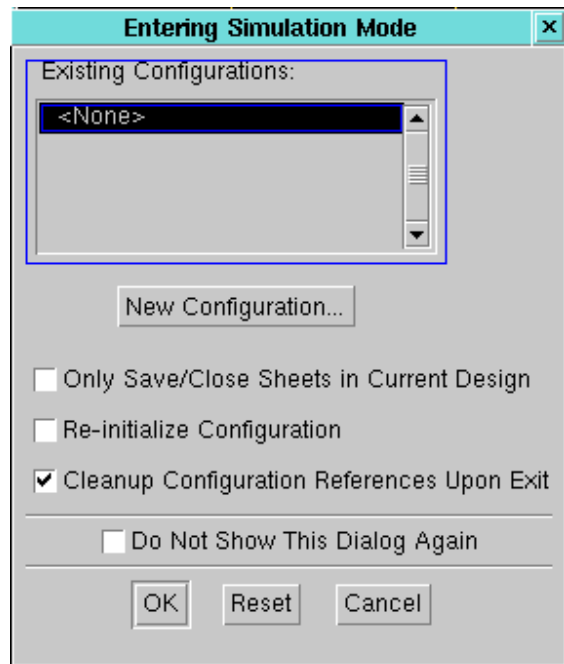 Entering Simulation Mode
Existing Configurations:
<None>
New Configuration...
Only Save/Close Sheets in Current Design
Re-initialize Configuration
Cleanup Configuration References Upon Exit
Do Not Show This Dialog Again
OK Reset Cancel